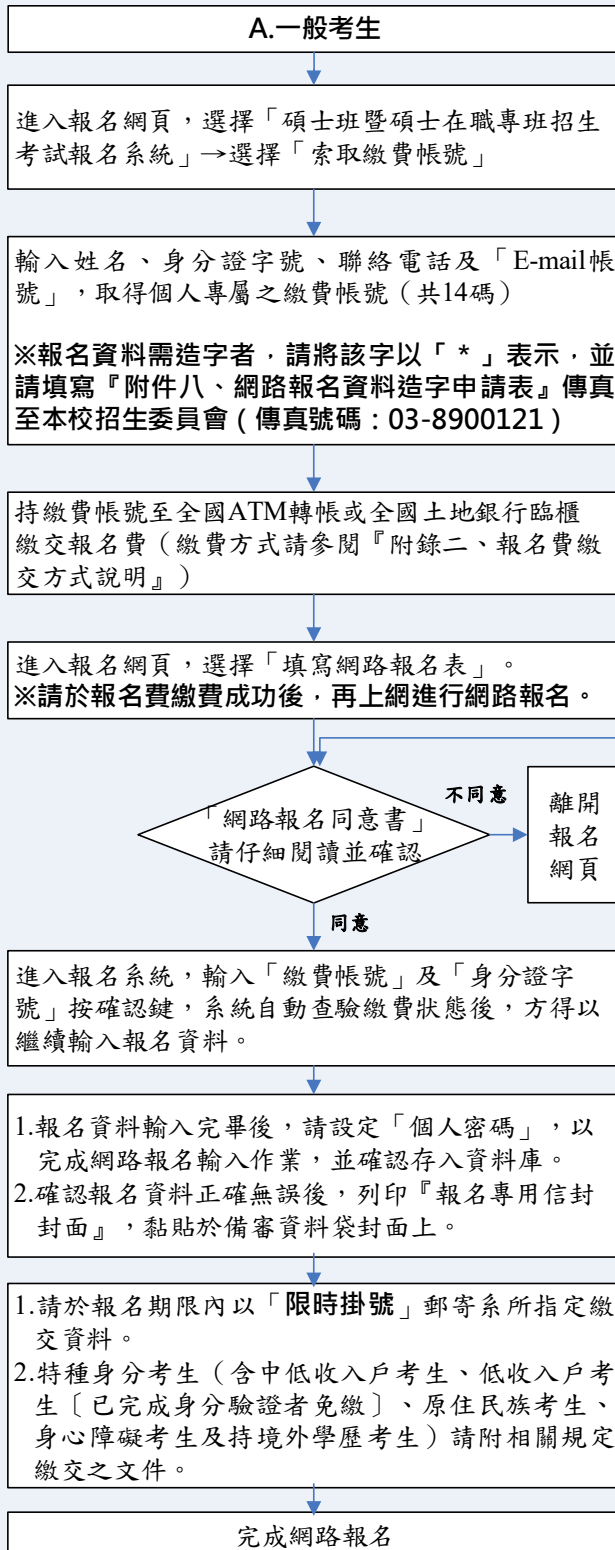 A.一般考生
進入報名網頁，選擇「碩士班暨碩士在職專班招生
考試報名系統」→選擇「索取繳費帳號」
輸入姓名、身分證字號、聯絡電話及「E-mail帳
號」，取得個人專屬之繳費帳號（共14碼）
※報名資料需造字者，請將該字以「 * 」表示，並
請填寫『附件八、網路報名資料造字申請表』傳真
至本校招生委員會（傳真號碼：03-8900121）
持繳費帳號至全國ATM轉帳或全國土地銀行臨櫃
繳交報名費（繳費方式請參閱『附錄二、報名費繳
交方式說明』）
進入報名網頁，選擇「填寫網路報名表」。
※請於報名費繳費成功後，再上網進行網路報名。
「網路報名同意書」
請仔細閱讀並確認
不同意
離開
報名
網頁
同意
進入報名系統，輸入「繳費帳號」及「身分證字
號」按確認鍵，系統自動查驗繳費狀態後，方得以
繼續輸入報名資料。
1.報名資料輸入完畢後，請設定「個人密碼」，以
完成網路報名輸入作業，並確認存入資料庫。
2.確認報名資料正確無誤後，列印『報名專用信封
封面』，黏貼於備審資料袋封面上。
1.請於報名期限內以「限時掛號」郵寄系所指定繳
交資料。
2.特種身分考生（含中低收入戶考生、低收入戶考
生〔已完成身分驗證者免繳〕、原住民族考生、
身心障礙考生及持境外學歷考生）請附相關規定
繳交之文件。
完成網路報名